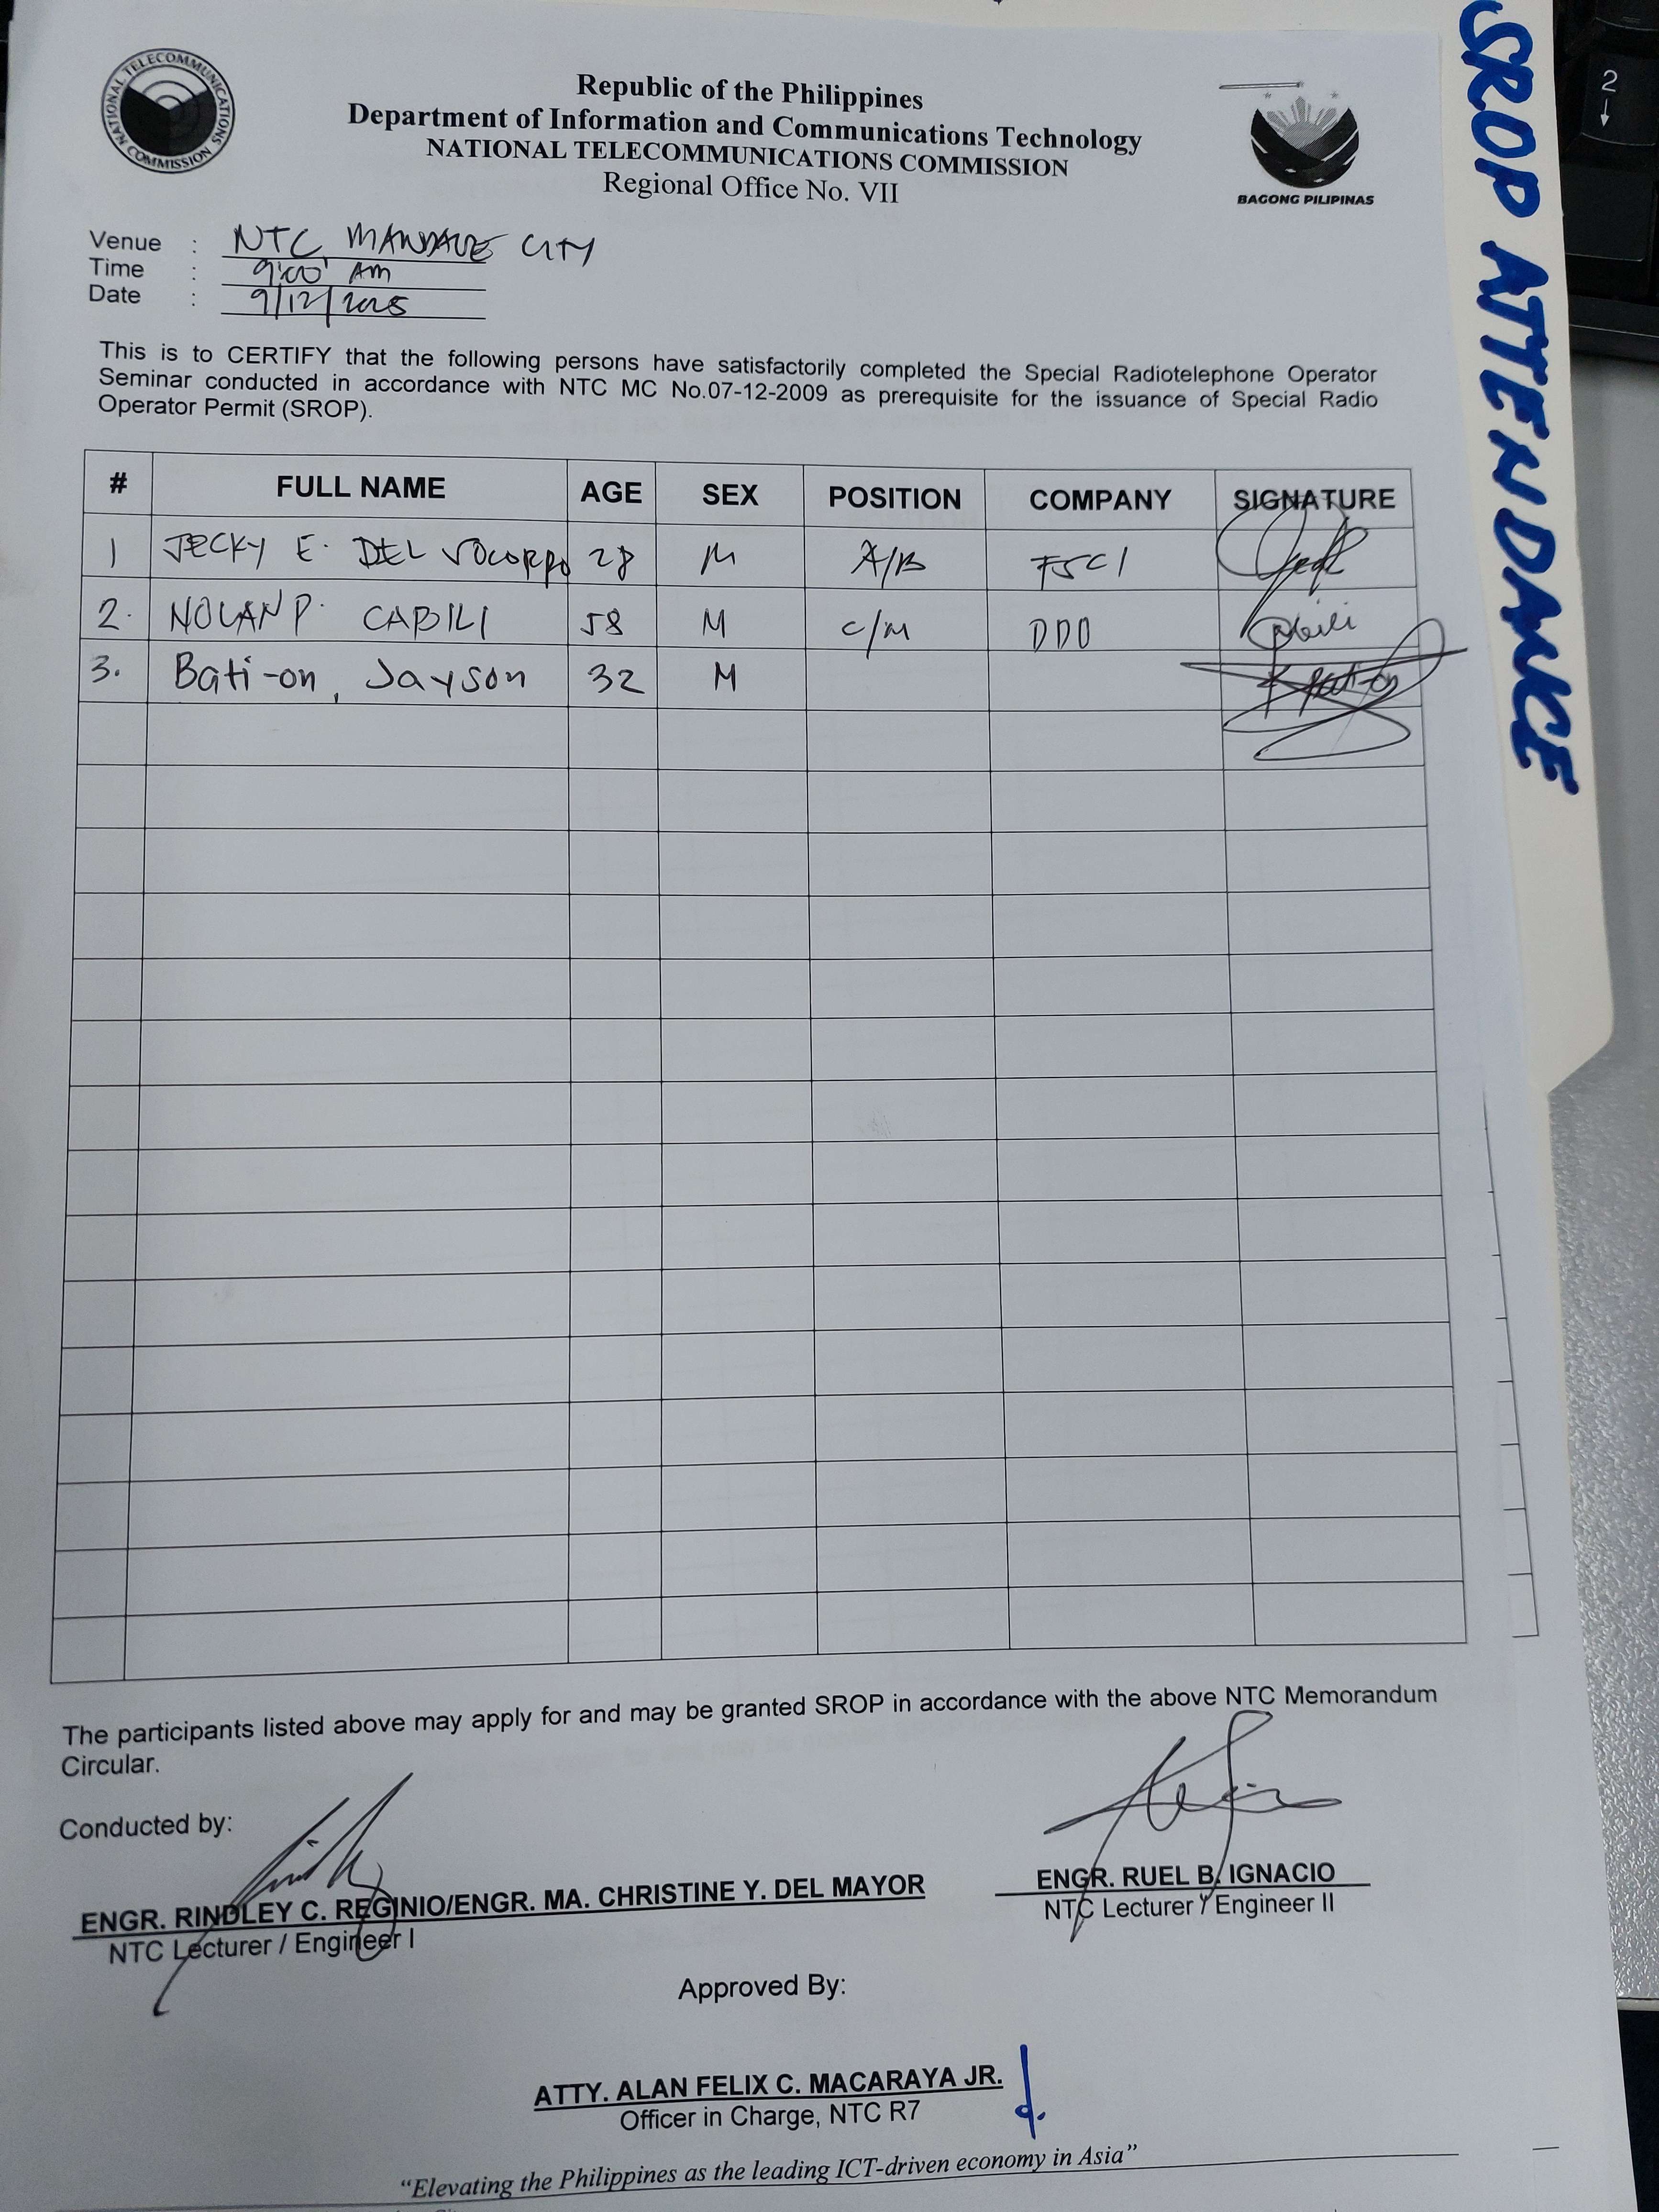 NATIONAL TELECOMMUNICATIONS COMMISSION
Republic of the Philippines
Department of Information and Communications Technology
NATIONAL TELECOMMUNICATIONS COMMISSION
Regional Office No. VII
BAGONG PILIPINAS
Venue : NTC MANDAUE CITY
Time : 9:00 AM
Date : 9/12/2025
This is to CERTIFY that the following persons have satisfactorily completed the Special Radiotelephone Operator
Seminar conducted in accordance with NTC MC No.07-12-2009 as prerequisite for the issuance of Special Radio
Operator Permit (SROP).
# FULL NAME AGE SEX POSITION COMPANY SIGNATURE
1 JECKY E. DEL SOCORRO 28 M A/B FSCI
2. NOLAN P. CABILI 58 M C/M DDO Cabili
3. Bati-on, Jayson 32 M
The participants listed above may apply for and may be granted SROP in accordance with the above NTC Memorandum
Circular.
Conducted by:
ENGR. RINDLEY C. REGINIO/ENGR. MA. CHRISTINE Y. DEL MAYOR
NTC Lecturer / Engineer I
ENGR. RUEL B. IGNACIO
NTC Lecturer / Engineer II
Approved By:
ATTY. ALAN FELIX C. MACARAYA JR.
Officer in Charge, NTC R7
“Elevating the Philippines as the leading ICT-driven economy in Asia”
SROP ATTENDANCE
2